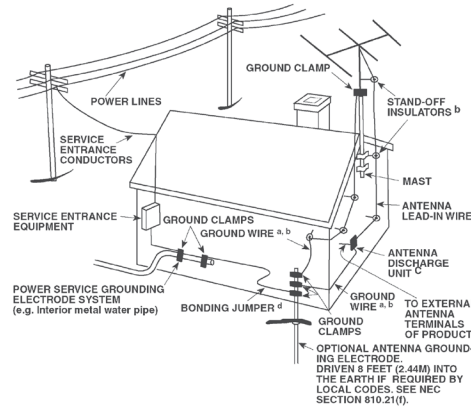 GROUND CLAMP
POWER LINES
STAND-OFF
INSULATORS b
SERVICE
ENTRANCE
CONDUCTORS
MAST
ANTENNA
LEAD-IN WIRE
SERVICE ENTRANCE
EQUIPMENT
GROUND CLAMPS
GROUND WIRE a, b
ANTENNA
DISCHARGE
UNIT C
POWER SERVICE GROUNDING
ELECTRODE SYSTEM
(e.g. Interior metal water pipe)
BONDING JUMPER d
GROUND
WIRE a, b
TO EXTERNA
ANTENNA
TERMINALS
OF PRODUCT
GROUND
CLAMPS
OPTIONAL ANTENNA GROUND-
ING ELECTRODE.
DRIVEN 8 FEET (2.44M) INTO
THE EARTH IF REQUIRED BY
LOCAL CODES. SEE NEC
SECTION 810.21(f).